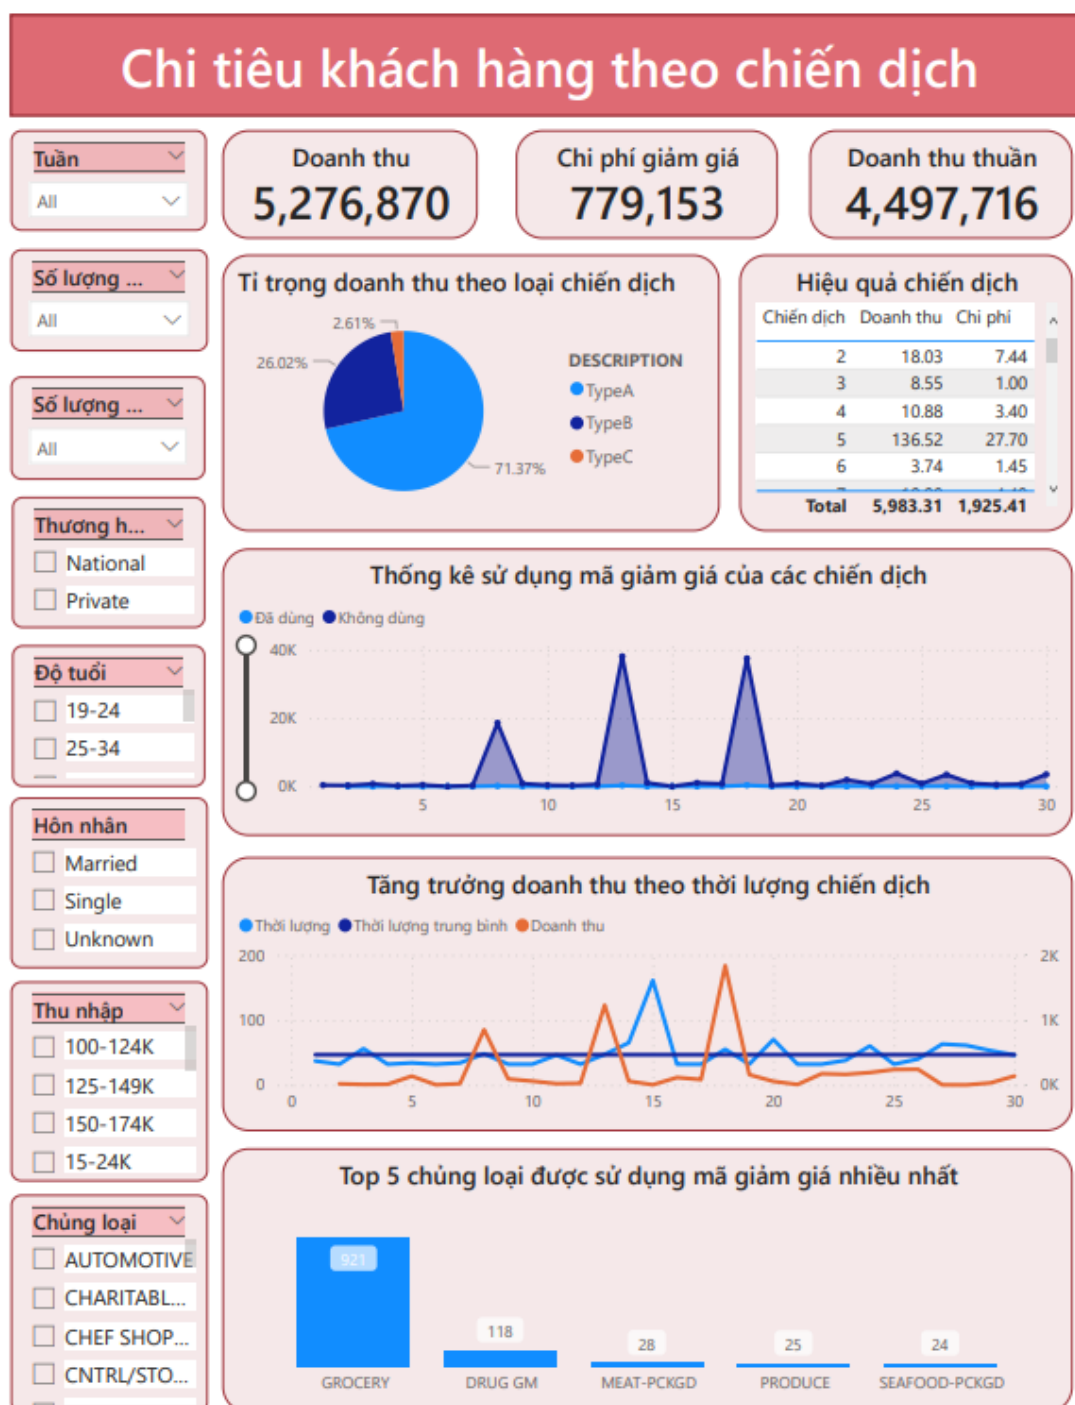 Chi tiêu khách hàng theo chiến dịch
Tuần
All
Số lượng ...
All
Số lượng ...
All
Thương h...
National
Private
Độ tuổi
19-24
25-34
Hôn nhân
Married
Single
Unknown
Thu nhập
100-124K
125-149K
150-174K
15-24K
Chủng loại
AUTOMOTIVE
CHARITABL...
CHEF SHOP...
CNTRL/STO...
Doanh thu
5,276,870
Chi phí giảm giá
779,153
Doanh thu thuần
4,497,716
Tỉ trọng doanh thu theo loại chiến dịch
2.61%
26.02%
71.37%
DESCRIPTION
TypeA
TypeB
TypeC
Hiệu quả chiến dịch
Chiến dịch Doanh thu Chi phí
2 18.03 7.44
3 8.55 1.00
4 10.88 3.40
5 136.52 27.70
6 3.74 1.45
Total 5,983.31 1,925.41
Thống kê sử dụng mã giảm giá của các chiến dịch
Đã dùng Không dùng
40K
20K
0K
5 10 15 20 25 30
Tăng trưởng doanh thu theo thời lượng chiến dịch
Thời lượng Thời lượng trung bình Doanh thu
200 2K
100 1K
0 0K
0 5 10 15 20 25 30
Top 5 chủng loại được sử dụng mã giảm giá nhiều nhất
921
118
28
25
24
GROCERY DRUG GM MEAT-PCKGD PRODUCE SEAFOOD-PCKGD